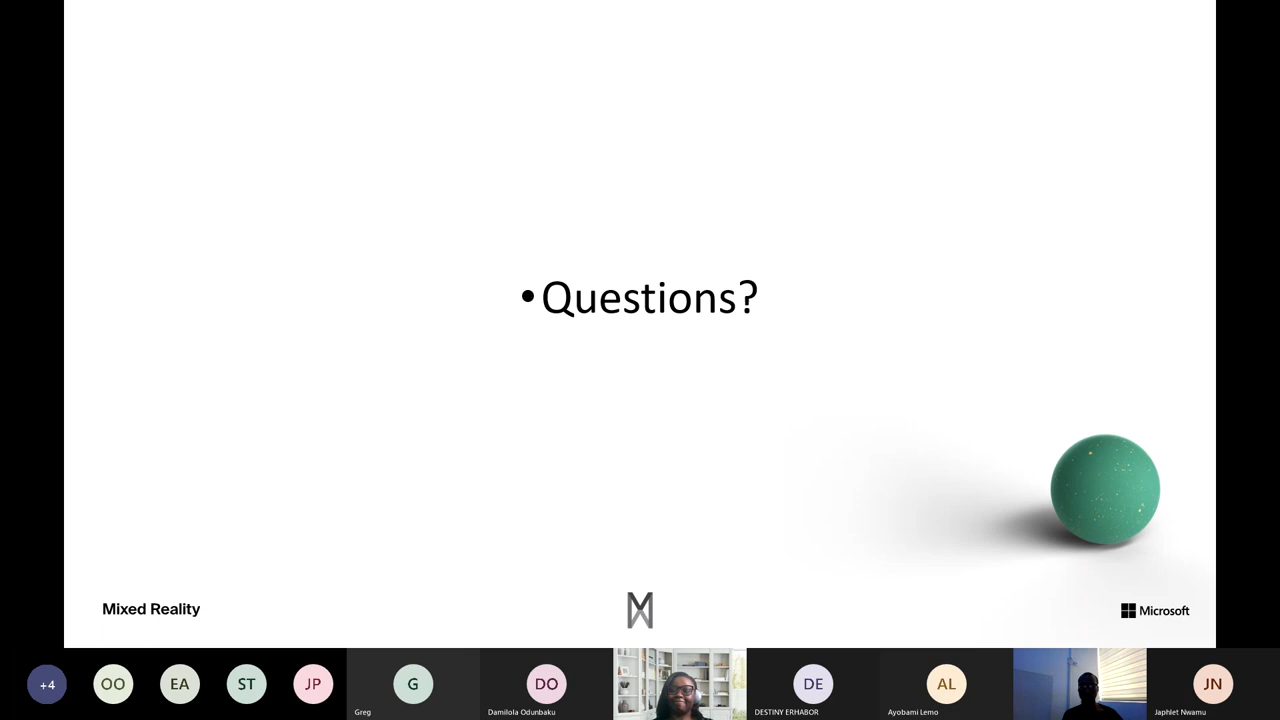 •Questions?
Mixed Reality
Microsoft
+4
OO
EA
ST
JP
G
Greg
DO
Damilola Odunbaku
DE
DESTINY ERHABOR
AL
Ayobami Lemo
JN
Japhlet Nwamu